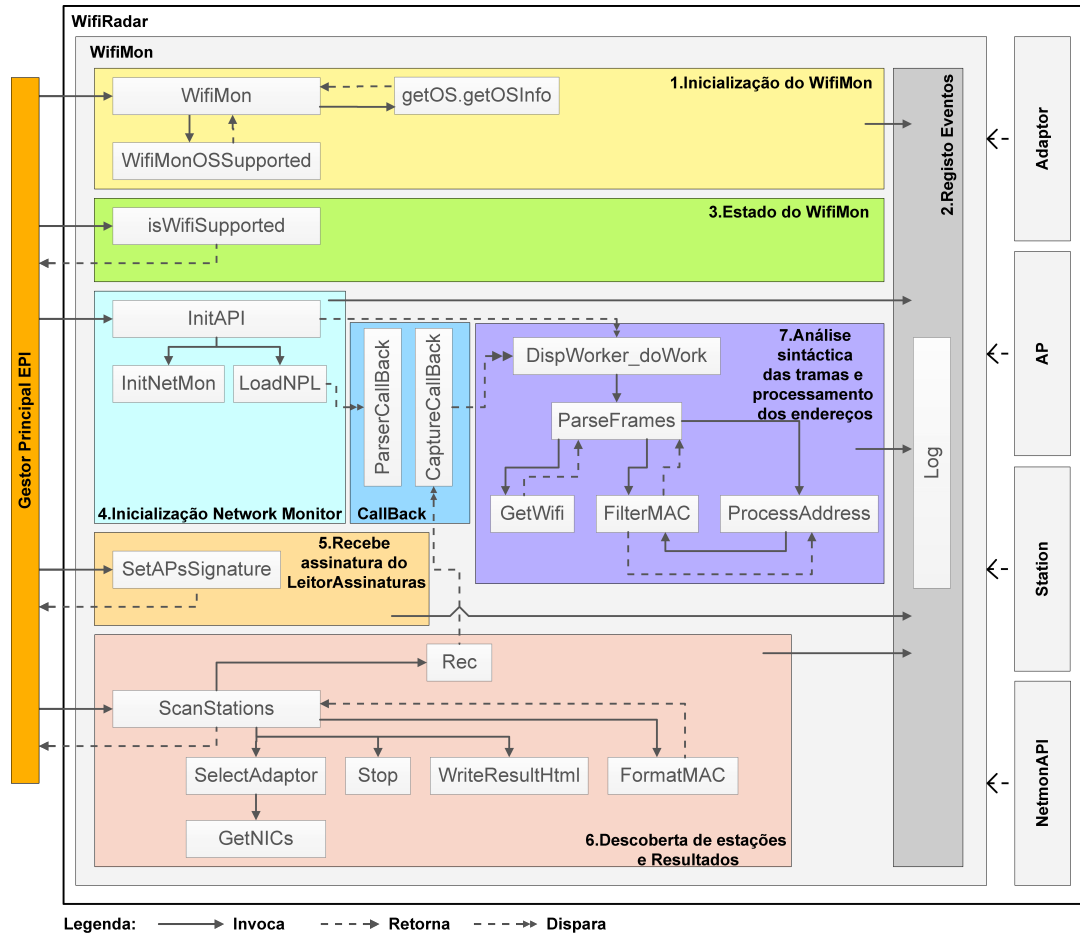 WifiRadar
WifiMon
1.Inicialização do WifiMon
WifiMon
getOS.getOSInfo
WifiMonOSSupported
2.Registo Eventos
Log
3.Estado do WifiMon
isWifiSupported
Gestor Principal EPI
InitAPI
InitNetMon
LoadNPL
4.Inicialização Network Monitor
ParserCallBack
CaptureCallBack
CallBack
7.Análise
sintáctica
das tramas e
processamento
dos endereços
DispWorker_doWork
ParseFrames
GetWifi
FilterMAC
ProcessAddress
5.Recebe
assinatura do
LeitorAssinaturas
SetAPsSignature
Rec
ScanStations
SelectAdaptor
Stop
WriteResultHtml
FormatMAC
GetNICs
6.Descoberta de estações
e Resultados
Adaptor
AP
Station
NetmonAPI
Legenda:
Invoca
Retorna
Dispara